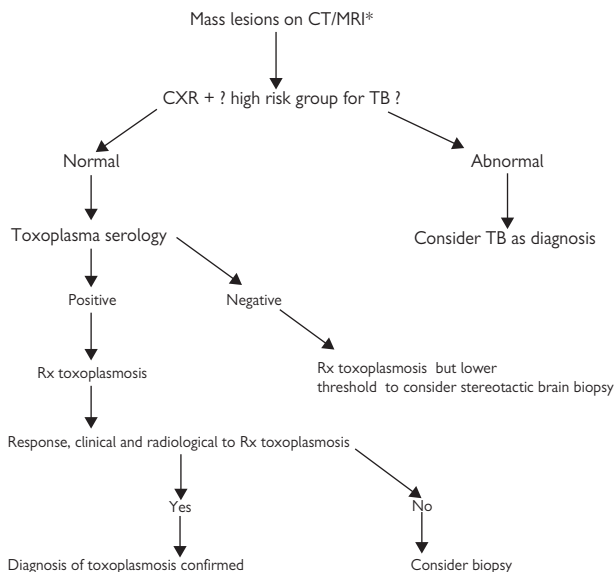 Mass lesions on CT/MRI*
CXR + ? high risk group for TB ?
Normal
Abnormal
Toxoplasma serology
Consider TB as diagnosis
Positive
Negative
Rx toxoplasmosis
Rx toxoplasmosis but lower
threshold to consider stereotactic brain biopsy
Response, clinical and radiological to Rx toxoplasmosis
Yes
No
Diagnosis of toxoplasmosis confirmed
Consider biopsy